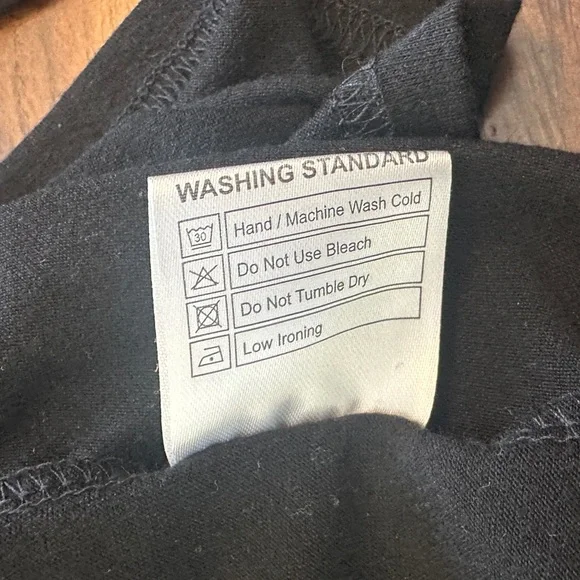 WASHING STANDARD
30
Hand / Machine Wash Cold
Do Not Use Bleach
Do Not Tumble Dry
Low Ironing